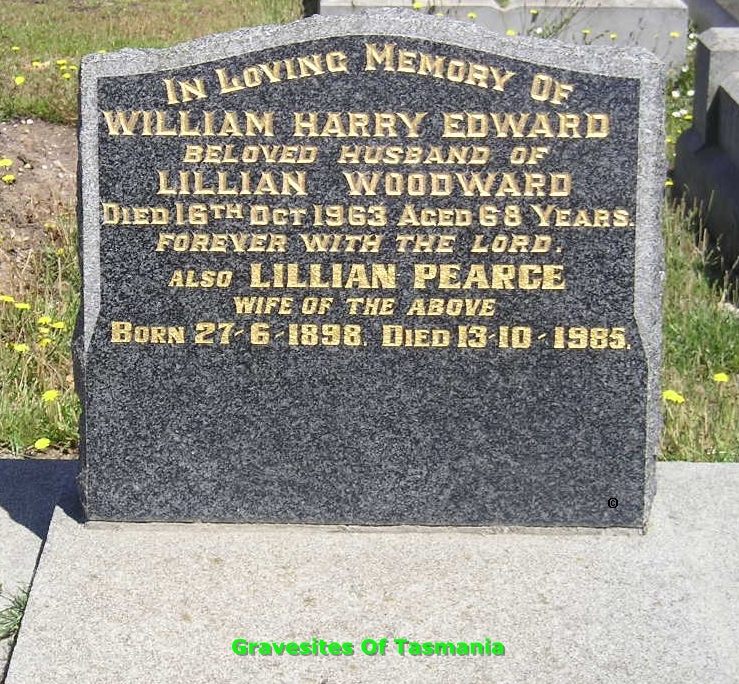 IN LOVING MEMORY OF
WILLIAM HARRY EDWARD
BELOVED HUSBAND OF
LILLIAN WOODWARD
DIED 16TH OCT 1963 AGED 68 YEARS.
FOREVER WITH THE LORD.
ALSO LILLIAN PEARCE
WIFE OF THE ABOVE
BORN 27-6-1898. DIED 13-10-1985.
©
Gravesites Of Tasmania